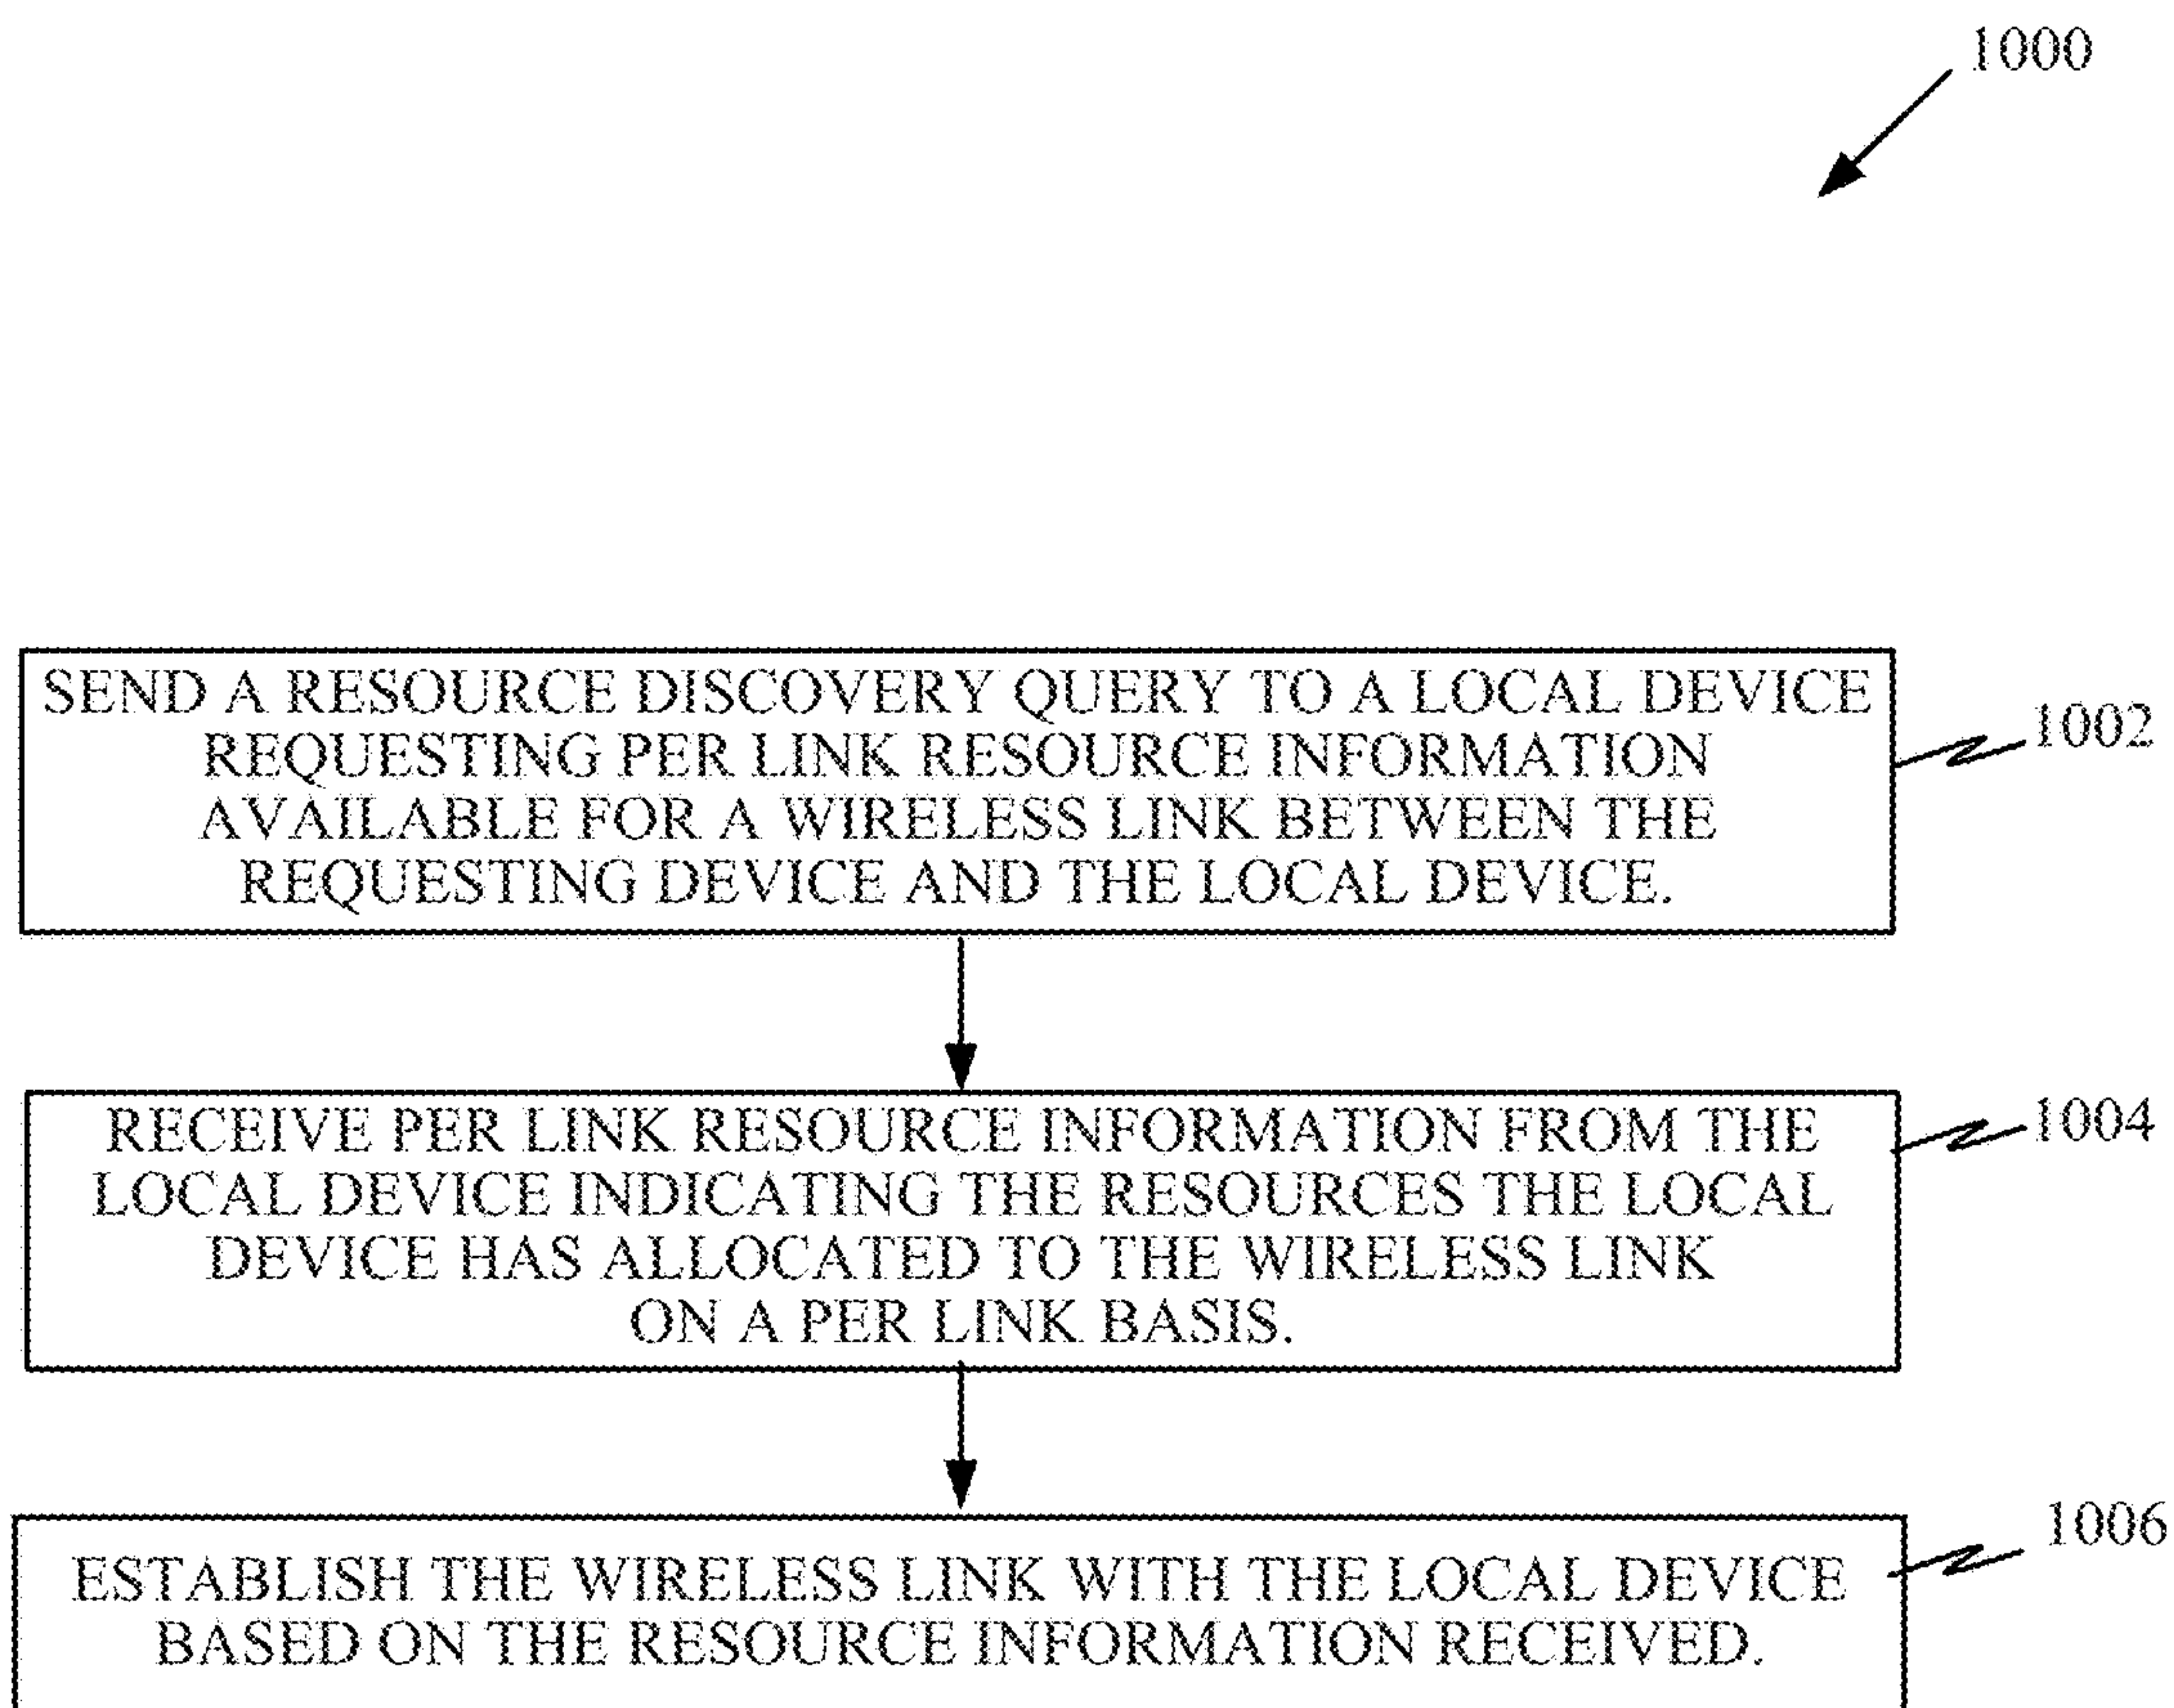 1000
SEND A RESOURCE DISCOVERY QUERY TO A LOCAL DEVICE
REQUESTING PER LINK RESOURCE INFORMATION
AVAILABLE FOR A WIRELESS LINK BETWEEN THE
REQUESTING DEVICE AND THE LOCAL DEVICE.
1002
RECEIVE PER LINK RESOURCE INFORMATION FROM THE
LOCAL DEVICE INDICATING THE RESOURCES THE LOCAL
DEVICE HAS ALLOCATED TO THE WIRELESS LINK
ON A PER LINK BASIS.
1004
ESTABLISH THE WIRELESS LINK WITH THE LOCAL DEVICE
BASED ON THE RESOURCE INFORMATION RECEIVED.
1006